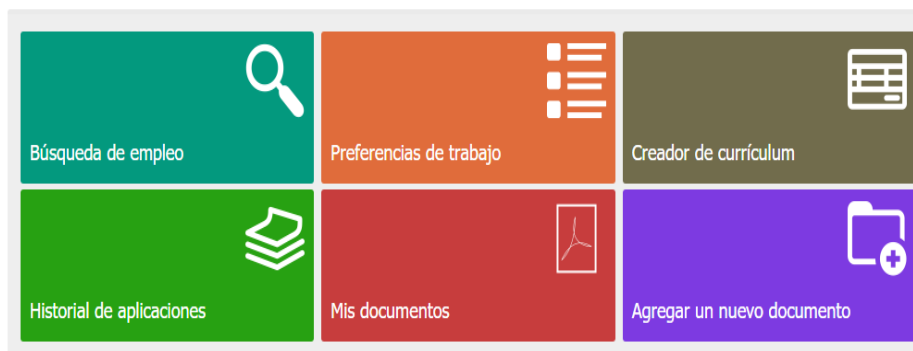 Búsqueda de empleo
Preferencias de trabajo
Creador de currículum
Historial de aplicaciones
Mis documentos
Agregar un nuevo documento